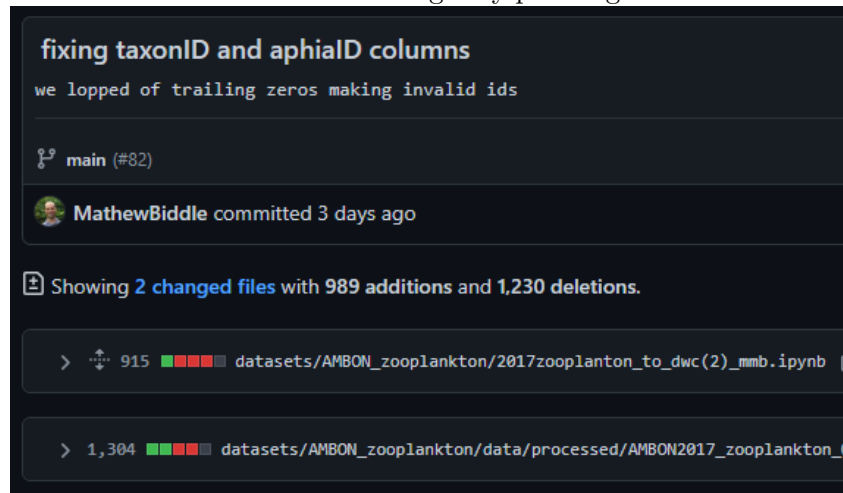 fixing taxonID and aphiaID columns
we lopped of trailing zeros making invalid ids
main (#82)
MathewBiddle committed 3 days ago
Showing 2 changed files with 989 additions and 1,230 deletions.
915 datasets/AMBON_zooplankton/2017zooplanton_to_dwc(2)_mmb.ipynb
1,304 datasets/AMBON_zooplankton/data/processed/AMBON2017_zooplankton_